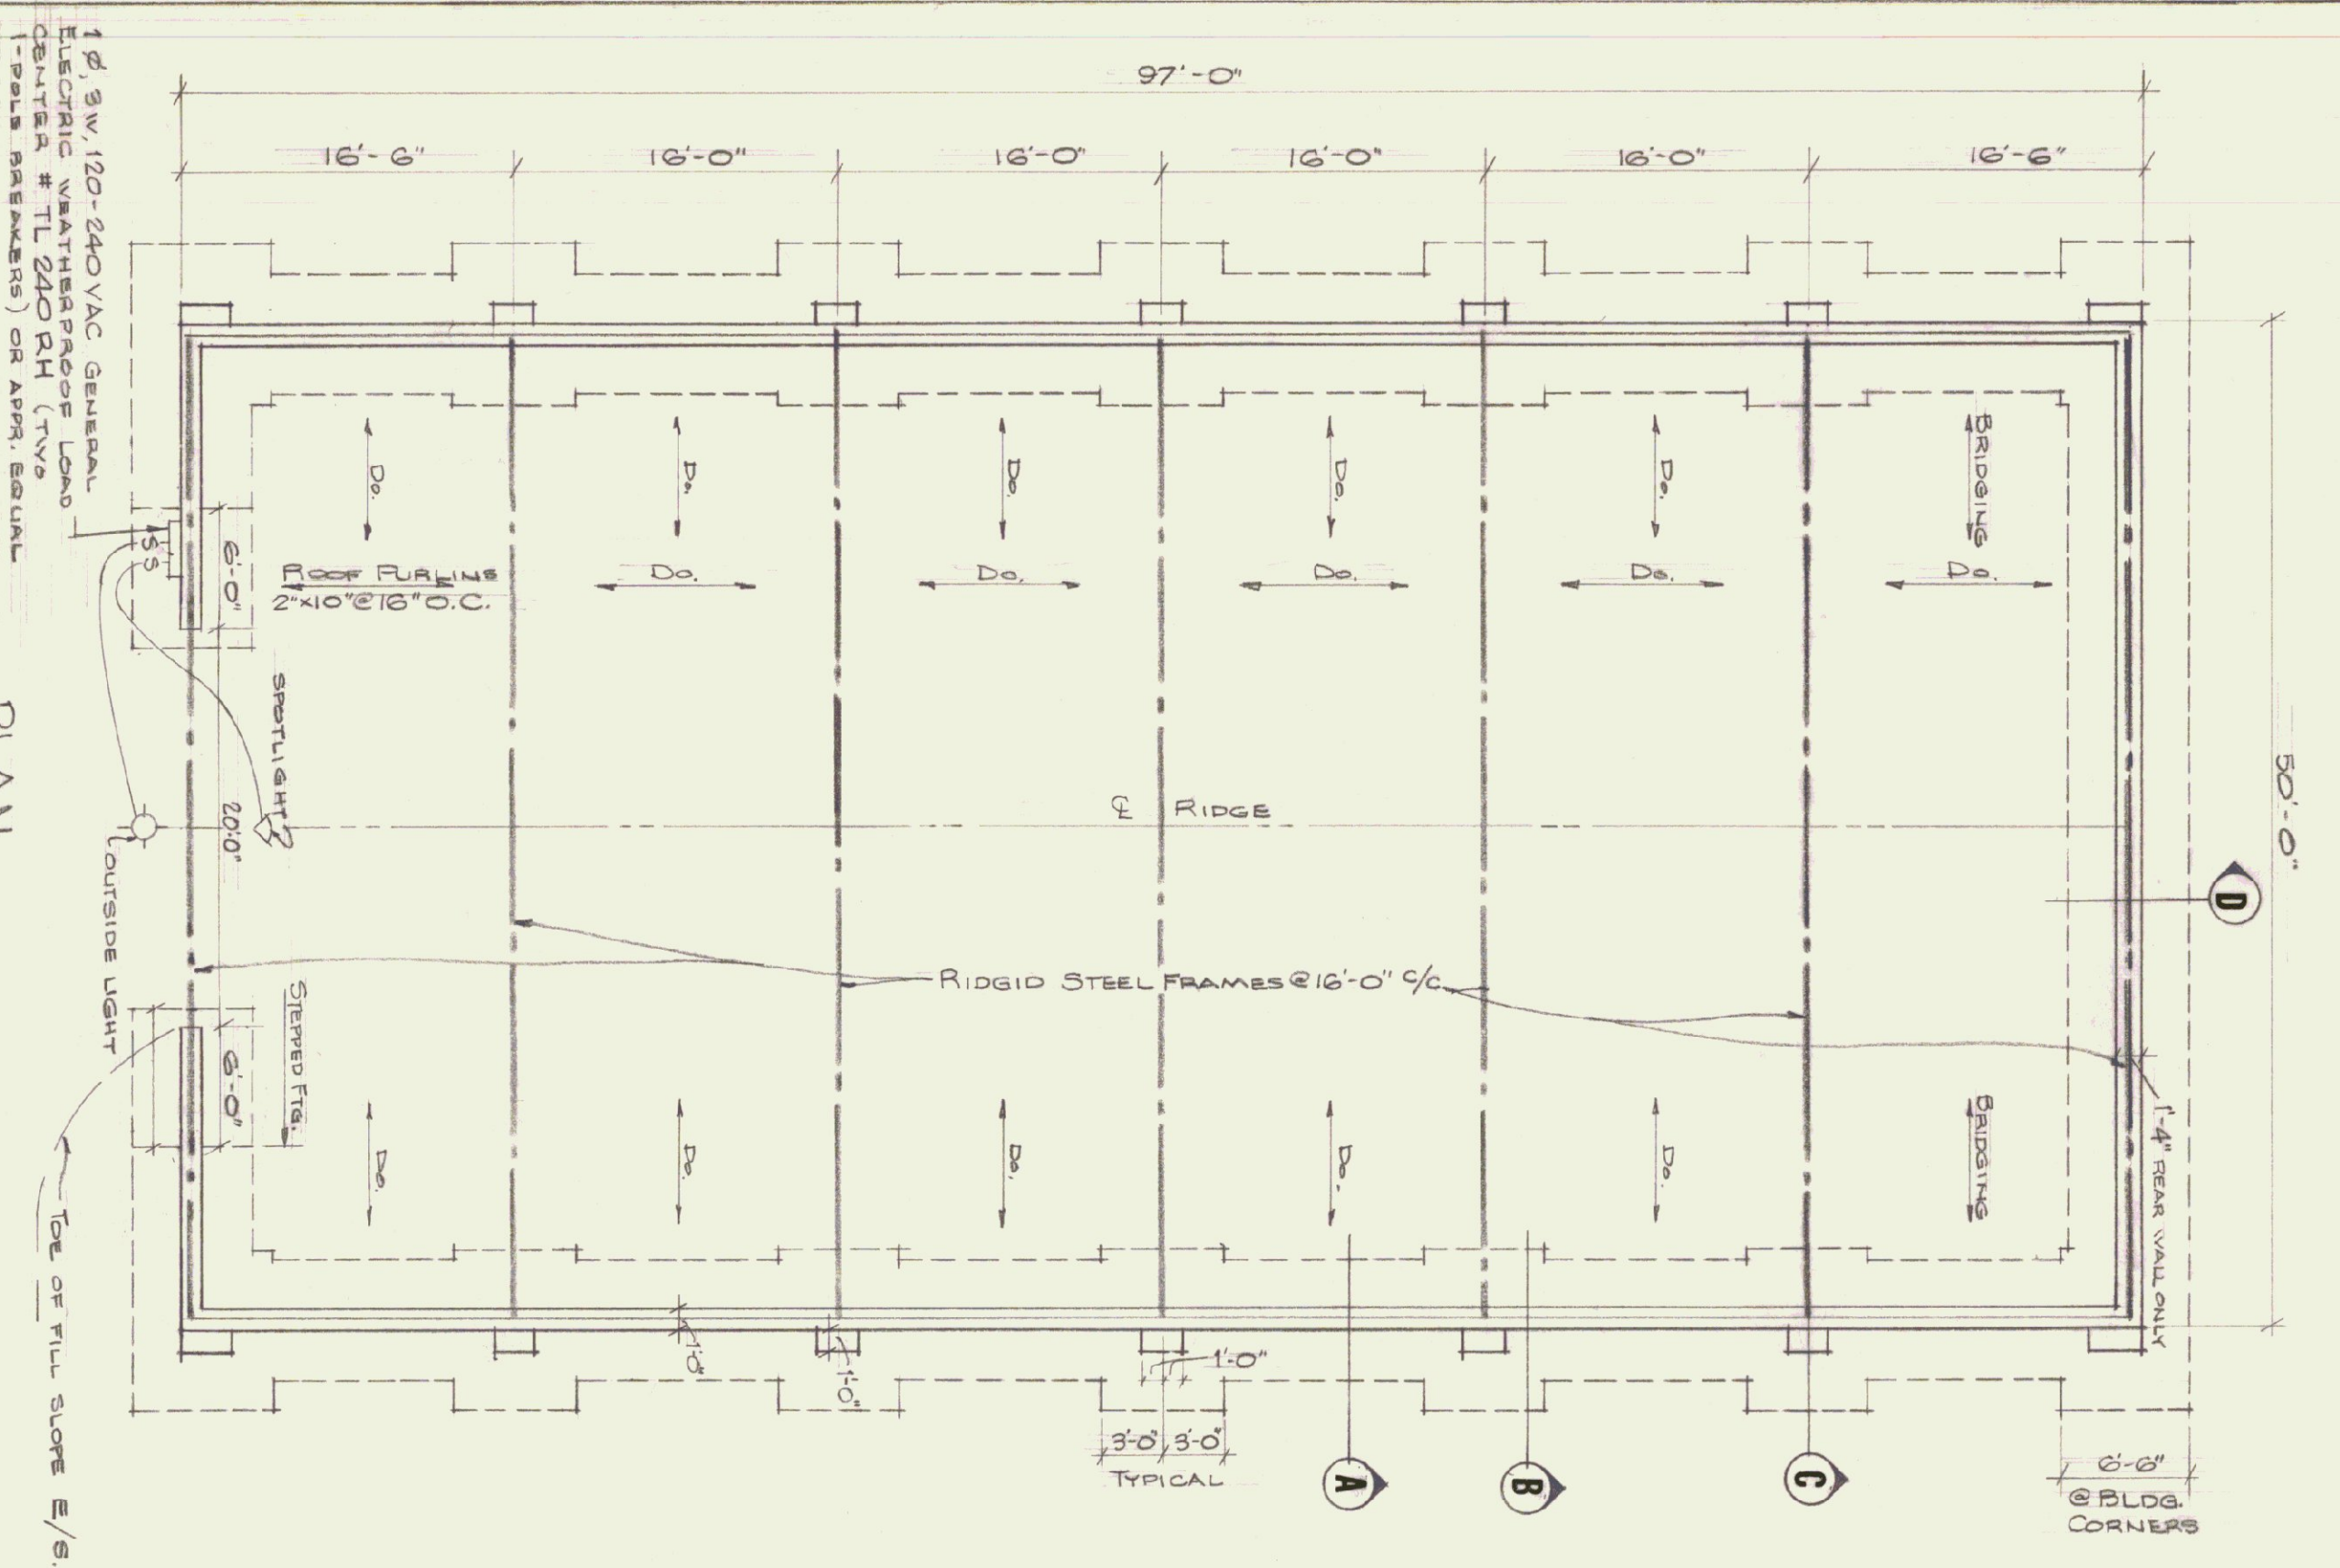 97'-0"
16'-6"
16'-0"
16'-0"
16'-0"
16'-0"
16'-6"
1 Ø, 3W, 120-240 VAC GENERAL
ELECTRIC WEATHERPROOF LOAD
CENTER # TL 240 RH (TWO
1-POLE BREAKERS) OR APPR. EQUAL
Do.
Do.
Do.
Do.
Do.
BRIDGING
ROOF PURLINS
2"x10"@16"O.C.
Do.
Do.
Do.
Do.
Do.
S S
6'-0"
SPOTLIGHT
20'0"
OUTSIDE LIGHT
℄ RIDGE
50'-0"
D
RIDGID STEEL FRAMES @ 16'-0" C/C
STEPPED FTG.
6'-0"
Do.
Do.
Do.
Do.
Do.
BRIDGING
1'-4" REAR WALL ONLY
TOE OF FILL SLOPE E/S.
1'-0"
1'-0"
1'-0"
3'-0" 3'-0"
TYPICAL
A
B
C
6'-6"
@ BLDG.
CORNERS
PLAN